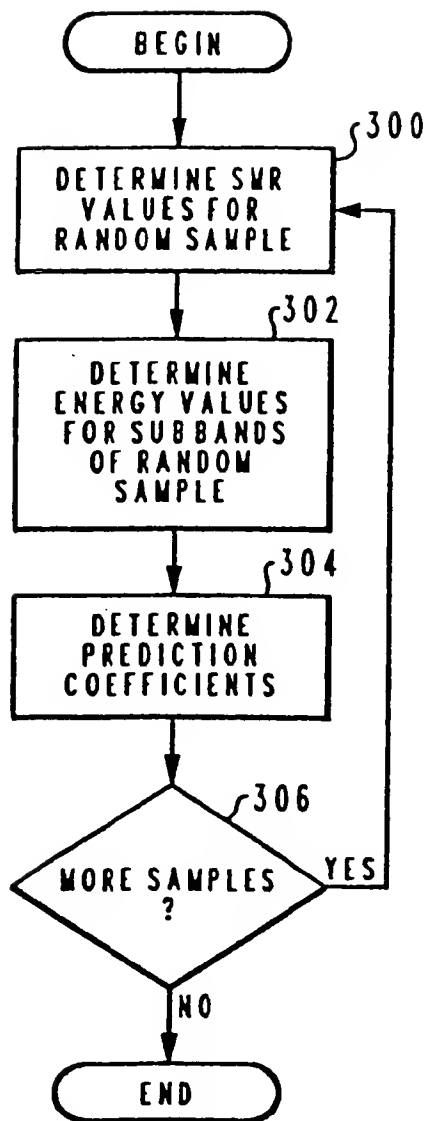 BEGIN
300
DETERMINE SMR
VALUES FOR
RANDOM SAMPLE
302
DETERMINE
ENERGY VALUES
FOR SUBBANDS
OF RANDOM
SAMPLE
304
DETERMINE
PREDICTION
COEFFICIENTS
306
MORE SAMPLES
?
YES
NO
END